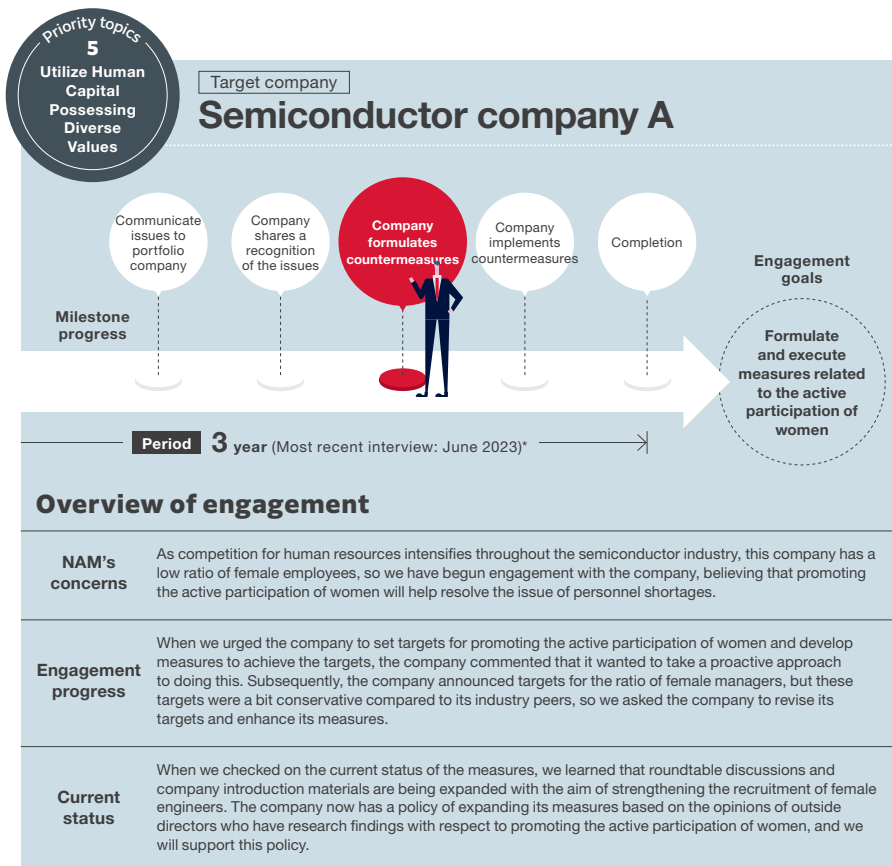 Priority topics
5
Utilize Human
Capital
Possessing
Diverse
Values
Target company
Semiconductor company A
Communicate
issues to
portfolio
company
Company
shares a
recognition
of the issues
Company
formulates
countermeasures
Company
implements
countermeasures
Completion
Engagement
goals
Milestone
progress
Formulate
and execute
measures related
to the active
participation of
women
Period 3 year (Most recent interview: June 2023)*
Overview of engagement
NAM's
concerns
As competition for human resources intensifies throughout the semiconductor industry, this company has a
low ratio of female employees, so we have begun engagement with the company, believing that promoting
the active participation of women will help resolve the issue of personnel shortages.
Engagement
progress
When we urged the company to set targets for promoting the active participation of women and develop
measures to achieve the targets, the company commented that it wanted to take a proactive approach
to doing this. Subsequently, the company announced targets for the ratio of female managers, but these
targets were a bit conservative compared to its industry peers, so we asked the company to revise its
targets and enhance its measures.
Current
status
When we checked on the current status of the measures, we learned that roundtable discussions and
company introduction materials are being expanded with the aim of strengthening the recruitment of female
engineers. The company now has a policy of expanding its measures based on the opinions of outside
directors who have research findings with respect to promoting the active participation of women, and we
will support this policy.